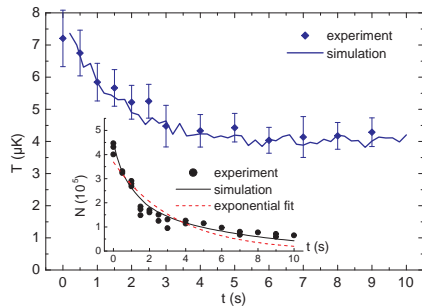 8
7
6
5
4
3
2
1
0
T (µK)
experiment
simulation
5
4
3
2
1
0
N (10⁵)
experiment
simulation
exponential fit
0 2 4 6 8 10
t (s)
0 1 2 3 4 5 6 7 8 9 10
t (s)